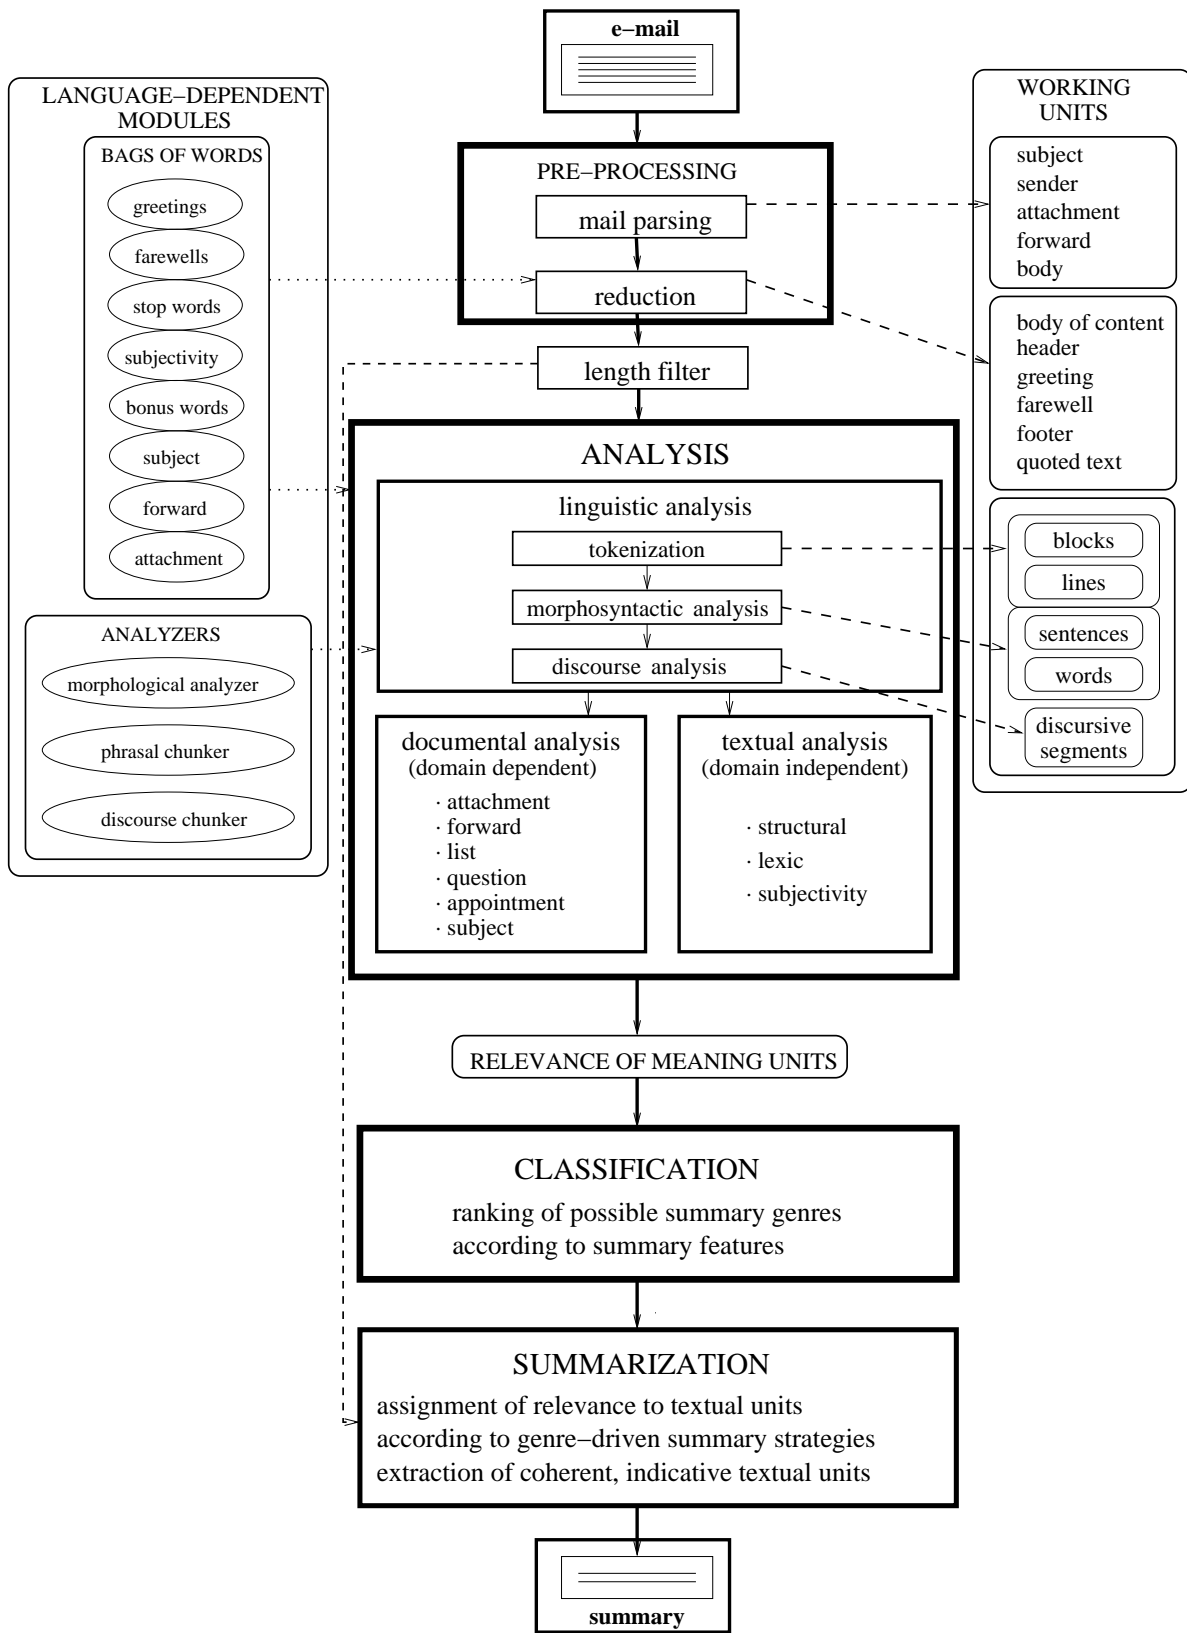 e−mail
LANGUAGE−DEPENDENT
MODULES
BAGS OF WORDS
greetings
farewells
stop words
subjectivity
bonus words
subject
forward
attachment
ANALYZERS
morphological analyzer
phrasal chunker
discourse chunker
PRE−PROCESSING
mail parsing
reduction
length filter
ANALYSIS
linguistic analysis
tokenization
morphosyntactic analysis
discourse analysis
documental analysis
(domain dependent)
· attachment
· forward
· list
· question
· appointment
· subject
textual analysis
(domain independent)
· structural
· lexic
· subjectivity
WORKING
UNITS
subject
sender
attachment
forward
body
body of content
header
greeting
farewell
footer
quoted text
blocks
lines
sentences
words
discursive
segments
RELEVANCE OF MEANING UNITS
CLASSIFICATION
ranking of possible summary genres
according to summary features
SUMMARIZATION
assignment of relevance to textual units
according to genre−driven summary strategies
extraction of coherent, indicative textual units
summary